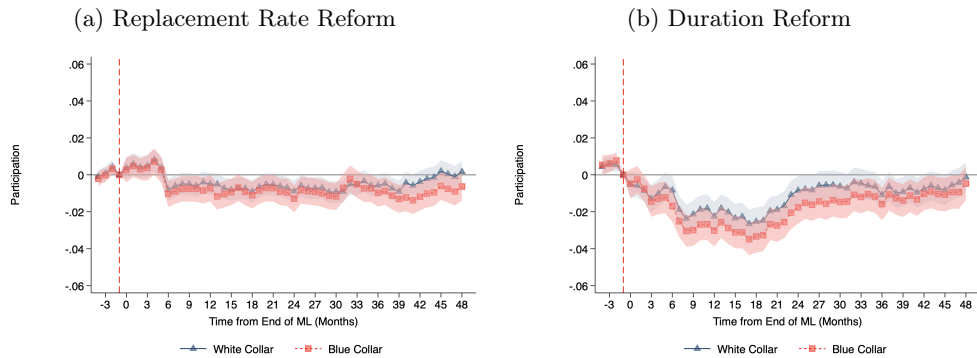 (a) Replacement Rate Reform
(b) Duration Reform
.06
.04
.02
0
-.02
-.04
-.06
Participation
-3 0 3 6 9 12 15 18 21 24 27 30 33 36 39 42 45 48
Time from End of ML (Months)
White Collar
Blue Collar
.06
.04
.02
0
-.02
-.04
-.06
Participation
-3 0 3 6 9 12 15 18 21 24 27 30 33 36 39 42 45 48
Time from End of ML (Months)
White Collar
Blue Collar